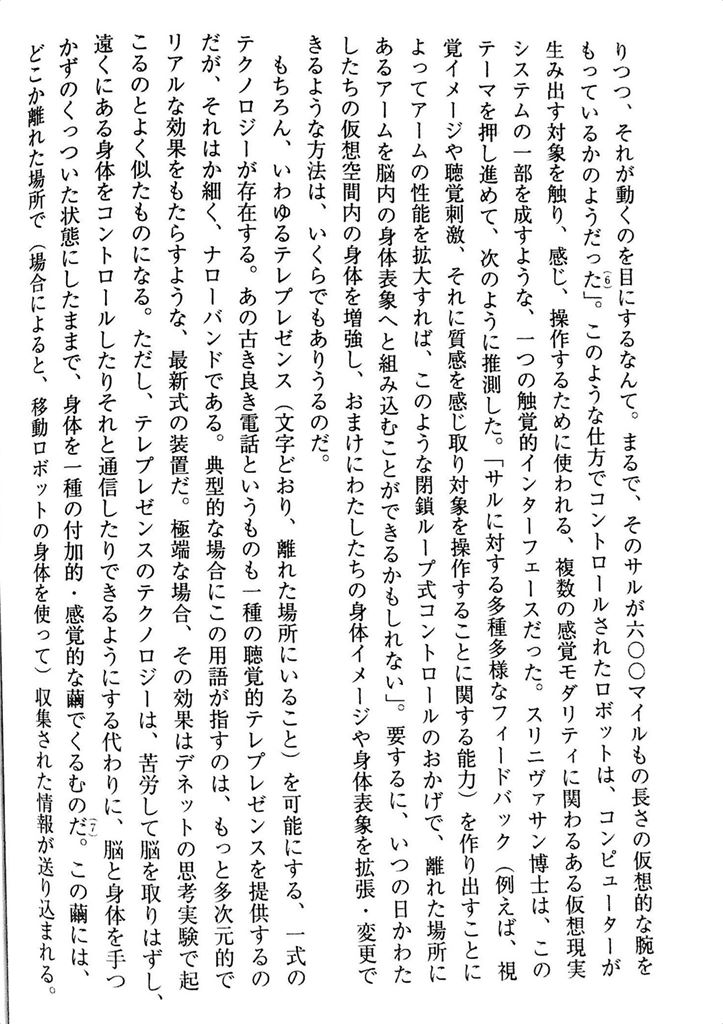 りつつ、それが動くのを目にするなんて。まるで、そのサルが六〇〇マイルもの長さの仮想的な腕を
もっているかのようだった」。このような仕方でコントロールされたロボットは、コンピューターが
(6)
生み出す対象を触り、感じ、操作するために使われる、複数の感覚モダリティに関わるある仮想現実
システムの一部を成すような、一つの触覚的インターフェースだった。スリニヴァサン博士は、この
テーマを押し進めて、次のように推測した。「サルに対する多種多様なフィードバック（例えば、視
覚イメージや聴覚刺激、それに質感を感じ取り対象を操作することに関する能力）を作り出すことに
よってアームの性能を拡大すれば、このような閉鎖ループ式コントロールのおかげで、離れた場所に
あるアームを脳内の身体表象へと組み込むことができるかもしれない」。要するに、いつの日かわた
したちの仮想空間内の身体を増強し、おまけにわたしたちの身体イメージや身体表象を拡張・変更で
きるような方法は、いくらでもありうるのだ。
もちろん、いわゆるテレプレゼンス（文字どおり、離れた場所にいること）を可能にする、一式の
テクノロジーが存在する。あの古き良き電話というものも一種の聴覚的テレプレゼンスを提供するの
だが、それはか細く、ナローバンドである。典型的な場合にこの用語が指すのは、もっと多次元的で
リアルな効果をもたらすような、最新式の装置だ。極端な場合、その効果はデネットの思考実験で起
こるのとよく似たものになる。ただし、テレプレゼンスのテクノロジーは、苦労して脳を取りはずし、
遠くにある身体をコントロールしたりそれと通信したりできるようにする代わりに、脳と身体を手つ
かずのくっついた状態にしたままで、身体を一種の付加的・感覚的な繭でくるむのだ。この繭には、
(7)
どこか離れた場所で（場合によると、移動ロボットの身体を使って）収集された情報が送り込まれる。